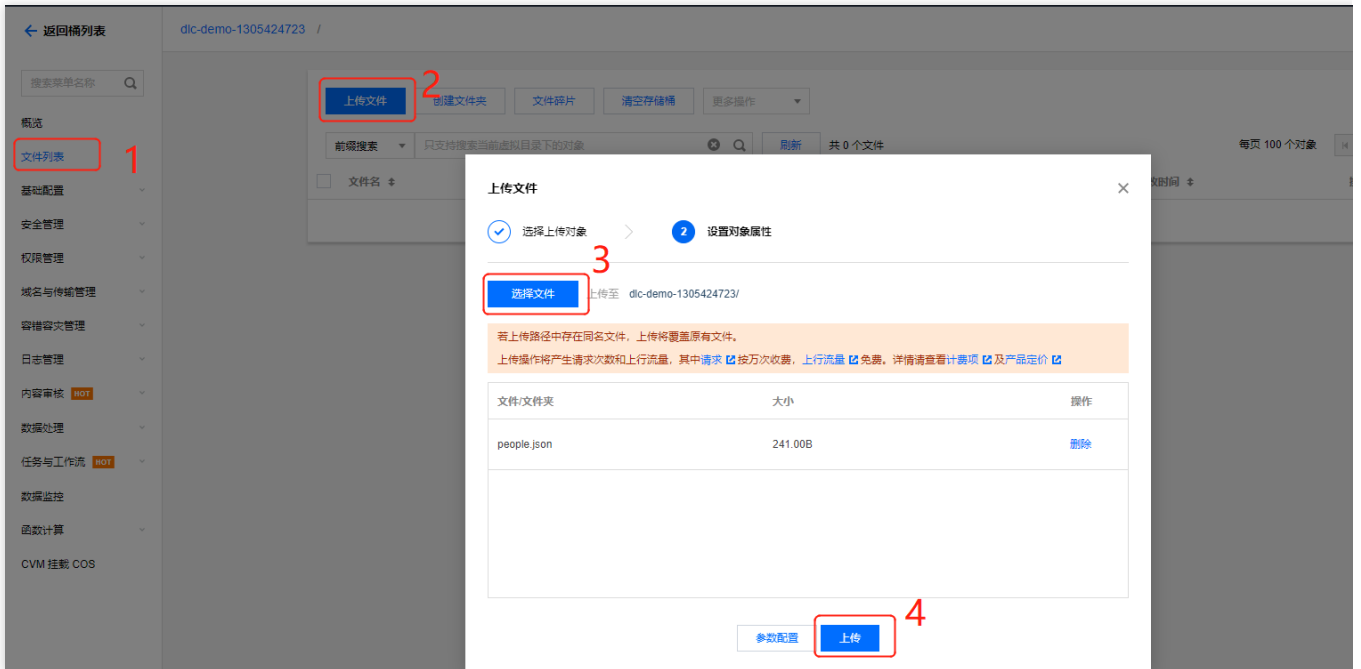 返回桶列表
dlc-demo-1305424723 /
搜索菜单名称
概览
文件列表
1
基础配置
安全管理
权限管理
域名与传输管理
容错容灾管理
日志管理
内容审核 HOT
数据处理
任务与工作流 HOT
数据监控
函数计算
CVM 挂载 COS
上传文件
2
创建文件夹
文件碎片
清空存储桶
更多操作
前缀搜索
只支持搜索当前虚拟目录下的对象
刷新
共 0 个文件
每页 100 个对象
文件名
改时间
上传文件
选择上传对象
2 设置对象属性
3
选择文件
上传至 dlc-demo-1305424723/
若上传路径中存在同名文件，上传将覆盖原有文件。
上传操作将产生请求次数和上行流量，其中请求 按万次收费，上行流量 免费。详情请查看计费项 及产品定价
文件/文件夹 大小 操作
people.json 241.00B 删除
参数配置
上传
4